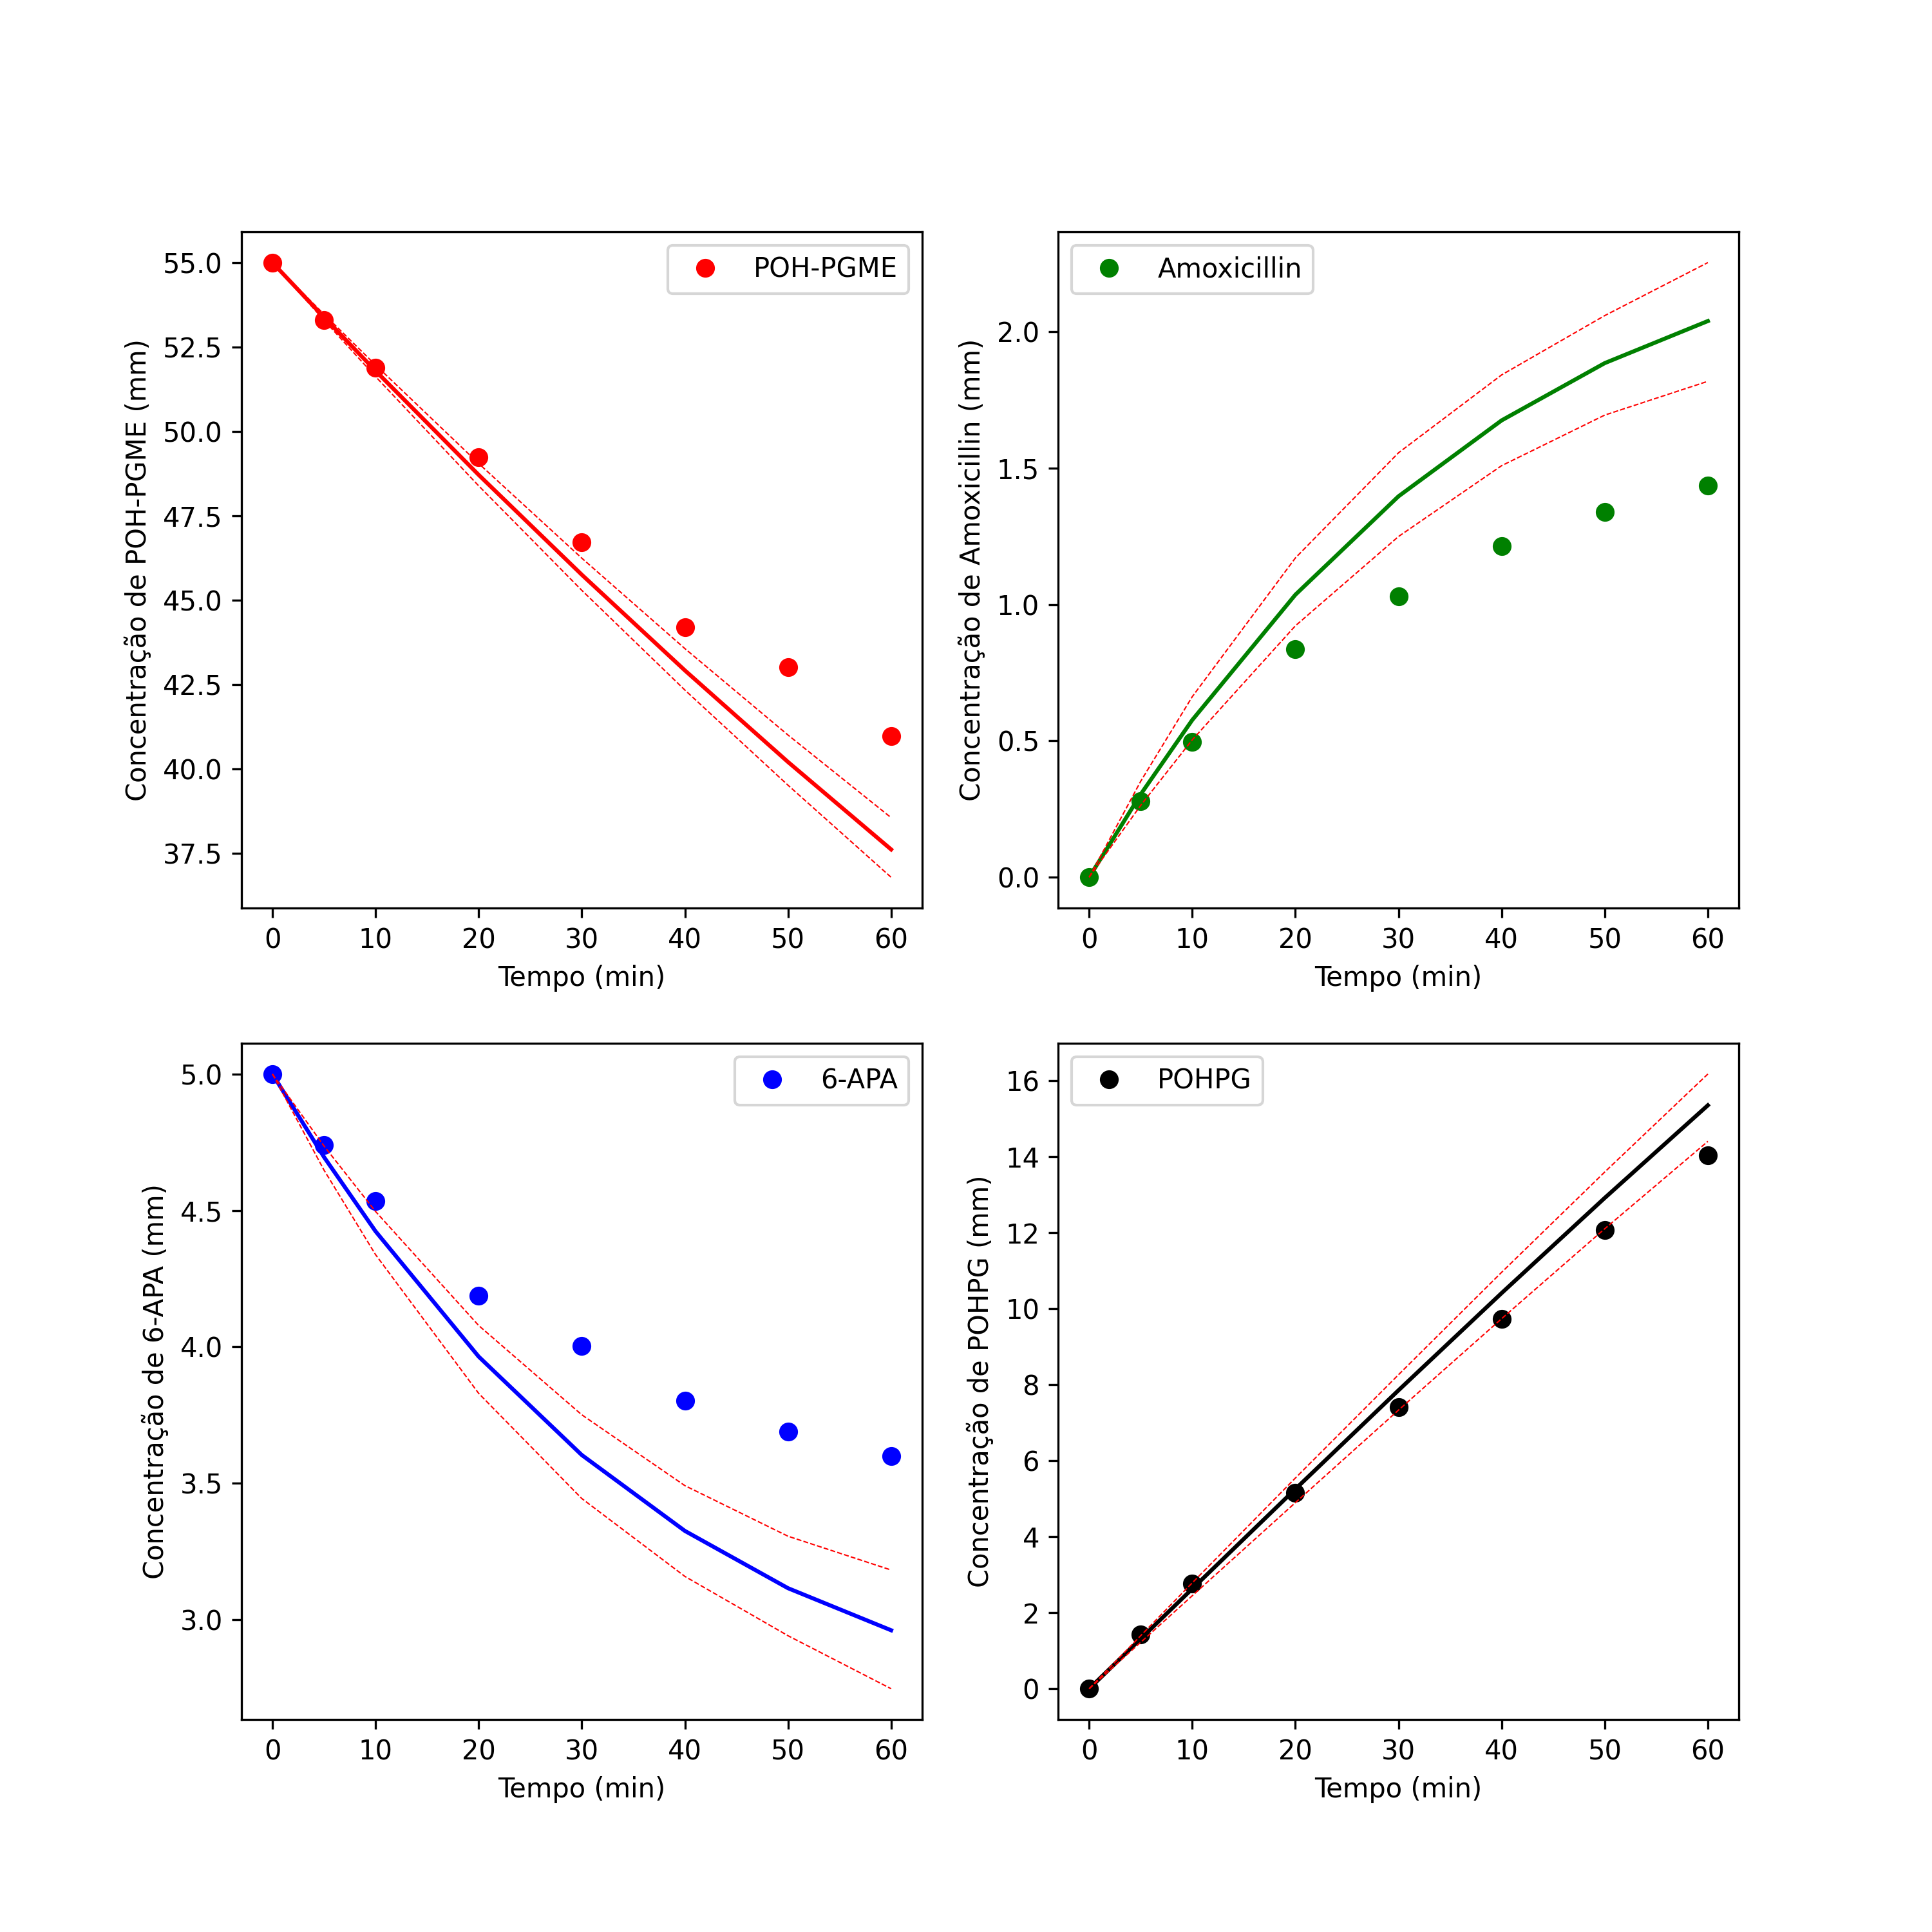 POH-PGME
Concentração de POH-PGME (mm)
55.0
52.5
50.0
47.5
45.0
42.5
40.0
37.5
0 10 20 30 40 50 60
Tempo (min)
Amoxicillin
Concentração de Amoxicillin (mm)
2.0
1.5
1.0
0.5
0.0
0 10 20 30 40 50 60
Tempo (min)
6-APA
Concentração de 6-APA (mm)
5.0
4.5
4.0
3.5
3.0
0 10 20 30 40 50 60
Tempo (min)
POHPG
Concentração de POHPG (mm)
16
14
12
10
8
6
4
2
0
0 10 20 30 40 50 60
Tempo (min)